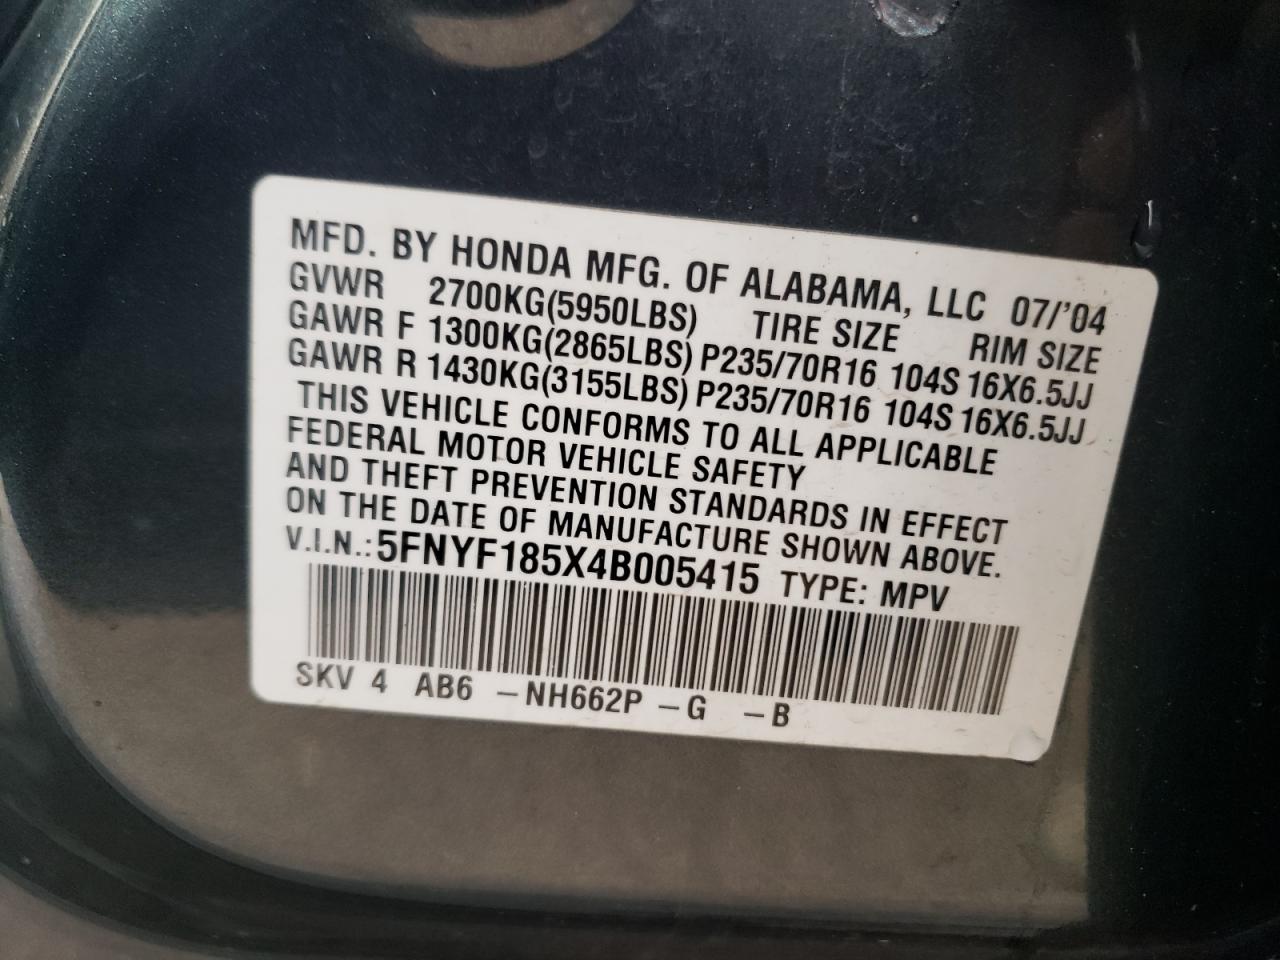 MFD. BY HONDA MFG. OF ALABAMA, LLC 07/'04
GVWR 2700KG(5950LBS) TIRE SIZE RIM SIZE
GAWR F 1300KG(2865LBS) P235/70R16 104S 16X6.5JJ
GAWR R 1430KG(3155LBS) P235/70R16 104S 16X6.5JJ
THIS VEHICLE CONFORMS TO ALL APPLICABLE
FEDERAL MOTOR VEHICLE SAFETY
AND THEFT PREVENTION STANDARDS IN EFFECT
ON THE DATE OF MANUFACTURE SHOWN ABOVE.
V.I.N.: 5FNYF185X4B005415 TYPE: MPV
SKV 4 AB6 -NH662P -G -B